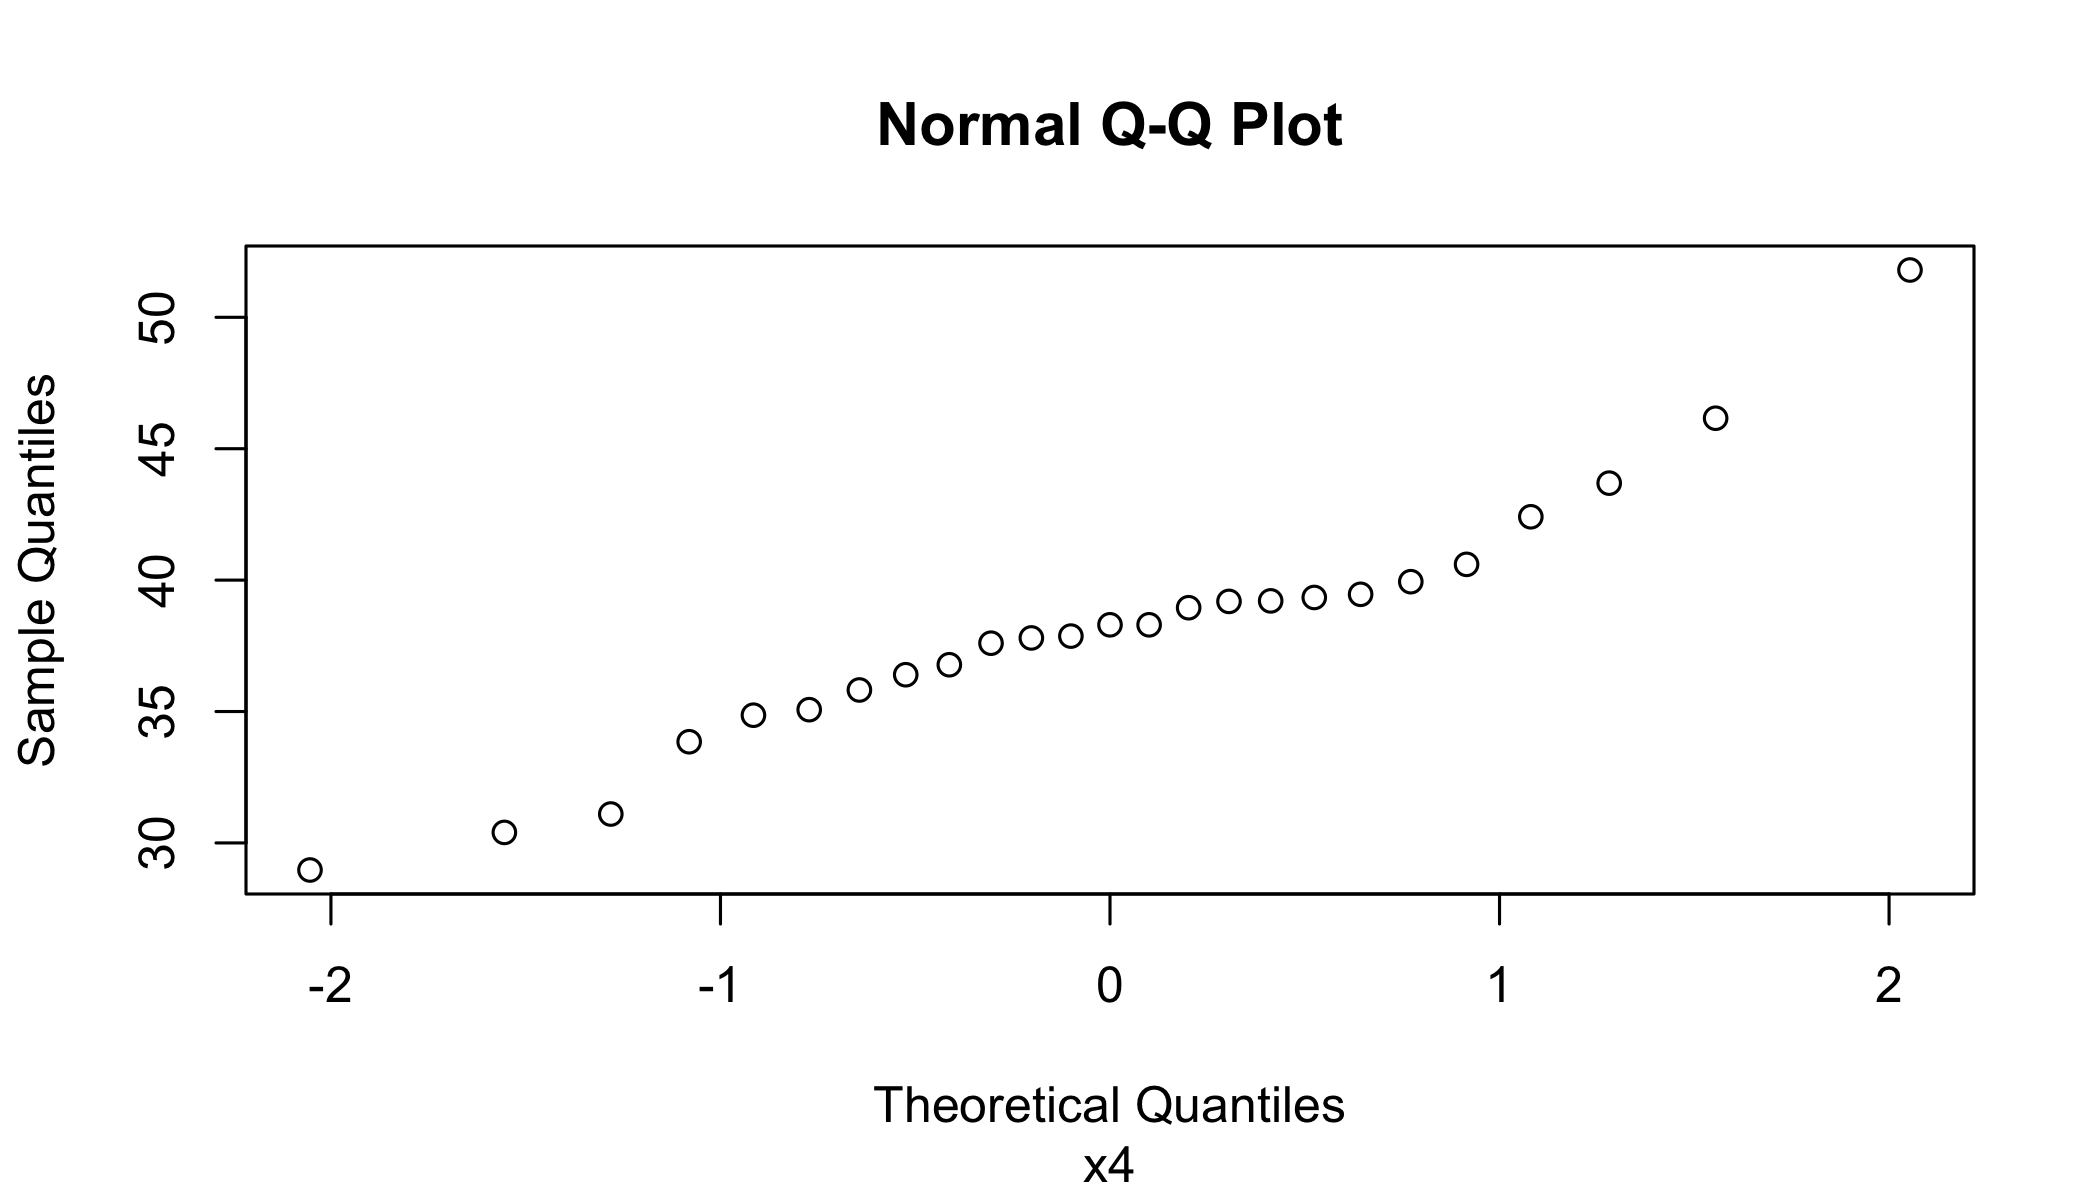 Normal Q-Q Plot
Sample Quantiles
50
45
40
35
30
-2 -1 0 1 2
Theoretical Quantiles
x4